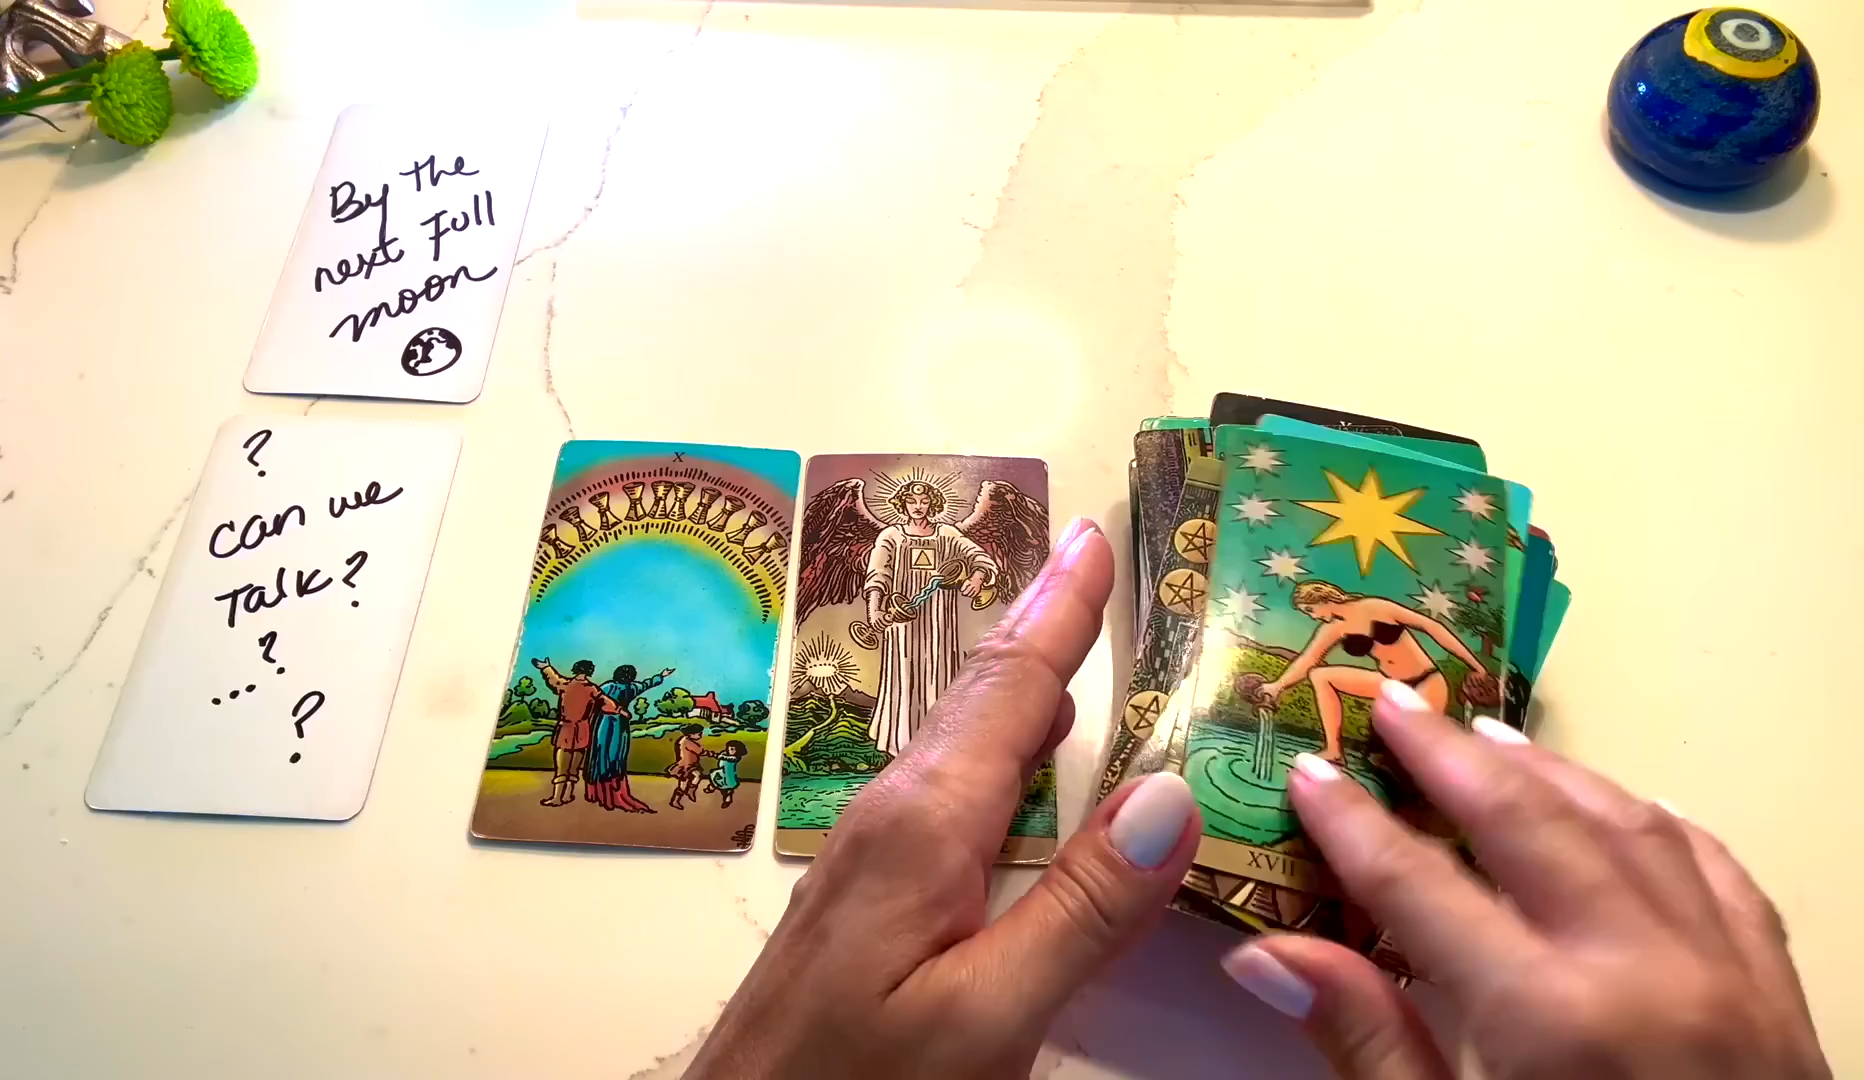 By the
next Full
moon
?
can we
Talk?
...?
?
X
XVII